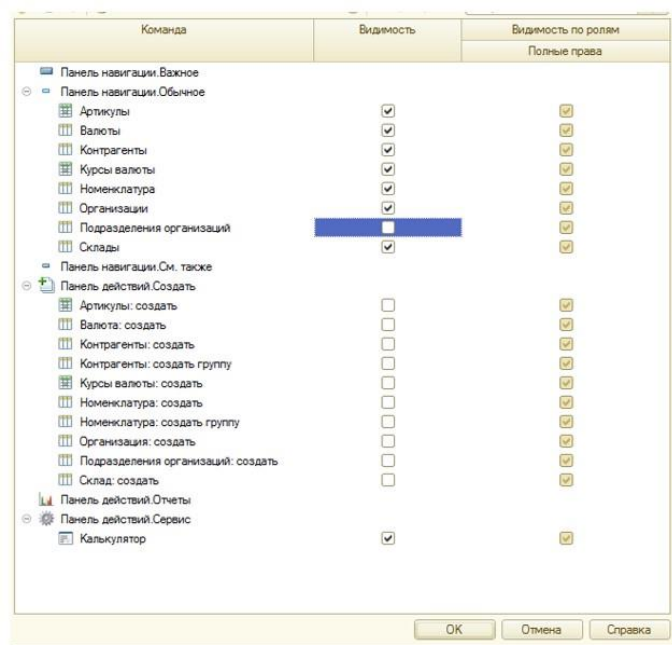 Команда Видимость Видимость по ролям
Полные права
Панель навигации.Важное
Панель навигации.Обычное
Артикулы
Валюты
Контрагенты
Курсы валюты
Номенклатура
Организации
Подразделения организаций
Склады
Панель навигации.См. также
Панель действий.Создать
Артикулы: создать
Валюта: создать
Контрагенты: создать
Контрагенты: создать группу
Курсы валюты: создать
Номенклатура: создать
Номенклатура: создать группу
Организация: создать
Подразделения организаций: создать
Склад: создать
Панель действий.Отчеты
Панель действий.Сервис
Калькулятор
ОК Отмена Справка